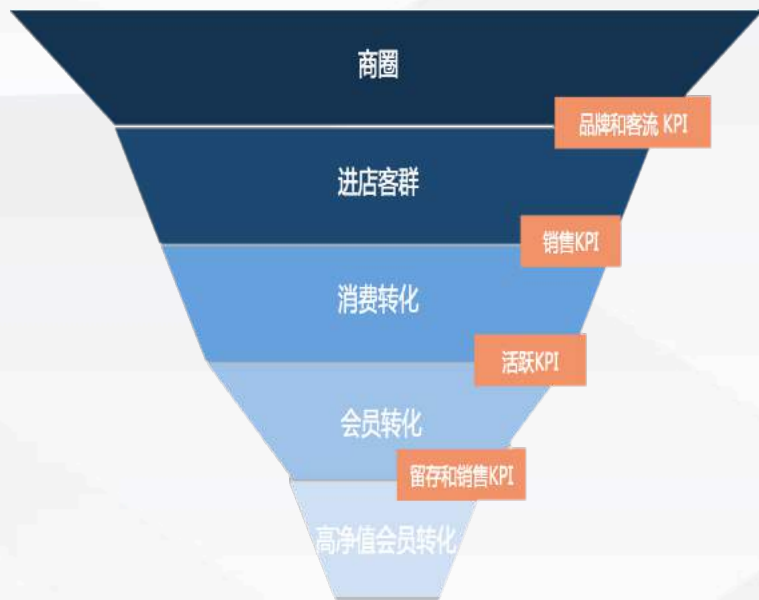 商圈
品牌和客流 KPI
进店客群
销售KPI
消费转化
活跃KPI
会员转化
留存和销售KPI
高净值会员转化